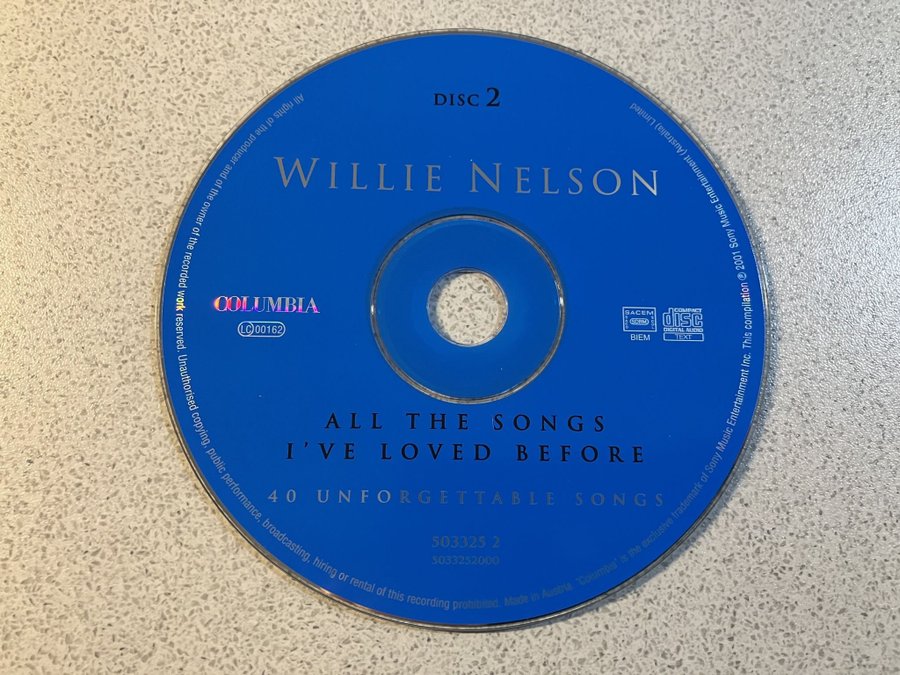 DISC 2
WILLIE NELSON
COLUMBIA
LC 00162
SACEM
SDRM
BIEM
COMPACT
disc
DIGITAL AUDIO
TEXT
ALL THE SONGS
I'VE LOVED BEFORE
40 UNFORGETTABLE SONGS
503325 2
5033252000
All rights of the producer and of the owner of the recorded work reserved. Unauthorised copying, public performance, broadcasting, hiring or rental of this recording prohibited. Made in Austria. "Columbia" is the exclusive trademark of Sony Music Entertainment Inc. This compilation ℗ 2001 Sony Music Entertainment (Australia) Limited